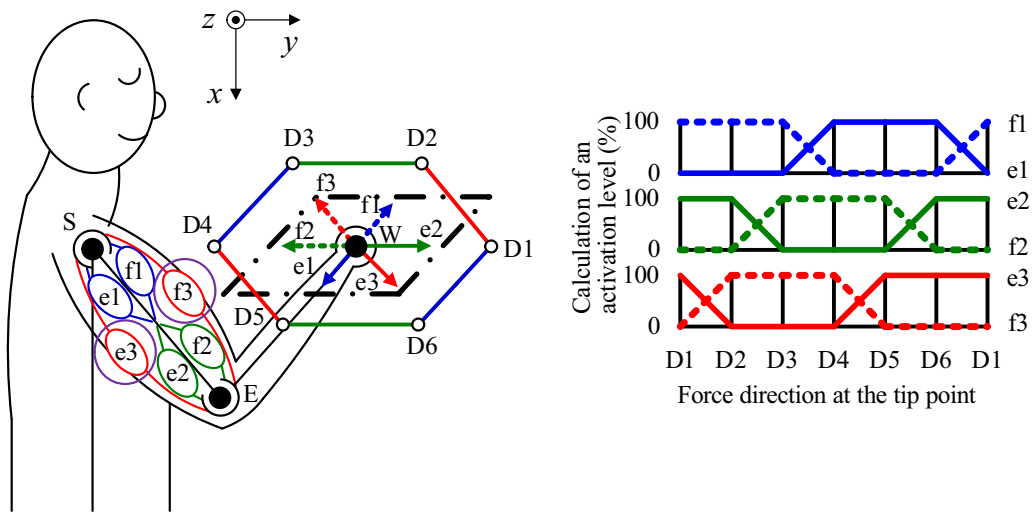 z
y
x
D3
D2
f3
f1
S
D4
f2
W
e2
D1
e1
e3
f1
e1
f3
D5
D6
e3
f2
e2
E
Calculation of an
activation level (%)
100
f1
0
e1
100
e2
0
f2
100
e3
0
f3
D1 D2 D3 D4 D5 D6 D1
Force direction at the tip point